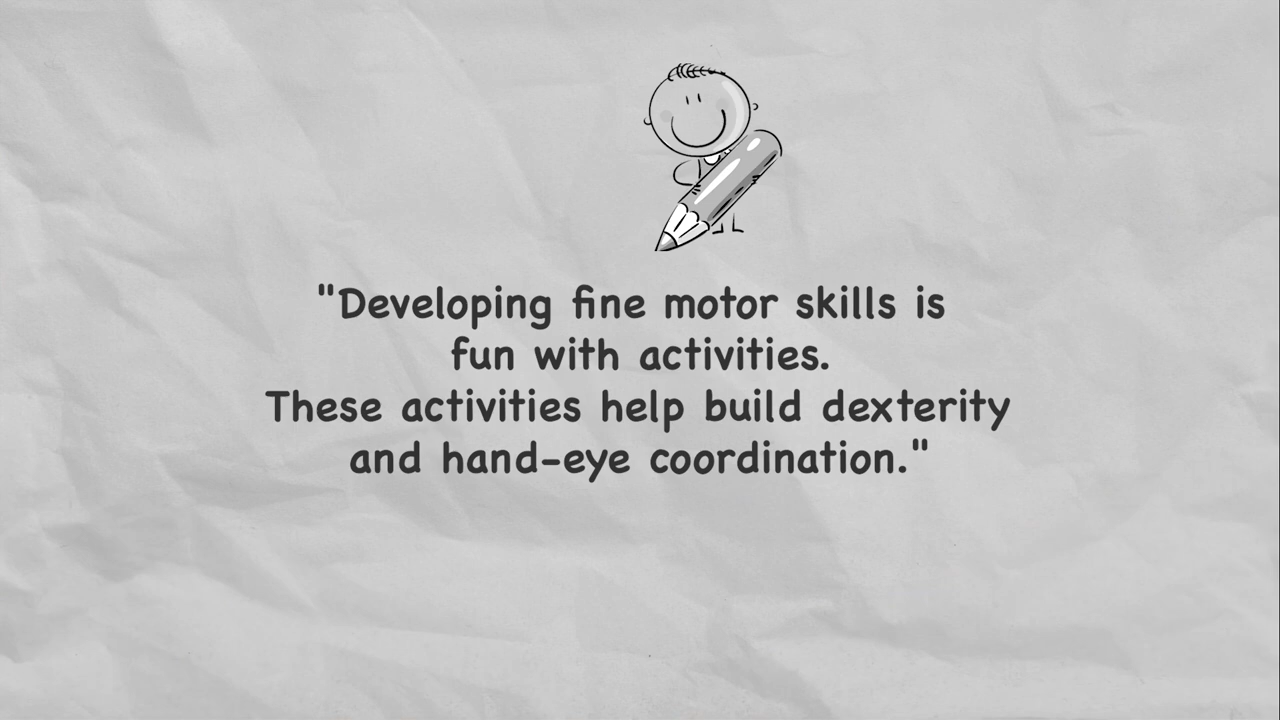 "Developing fine motor skills is
fun with activities.
These activities help build dexterity
and hand-eye coordination."